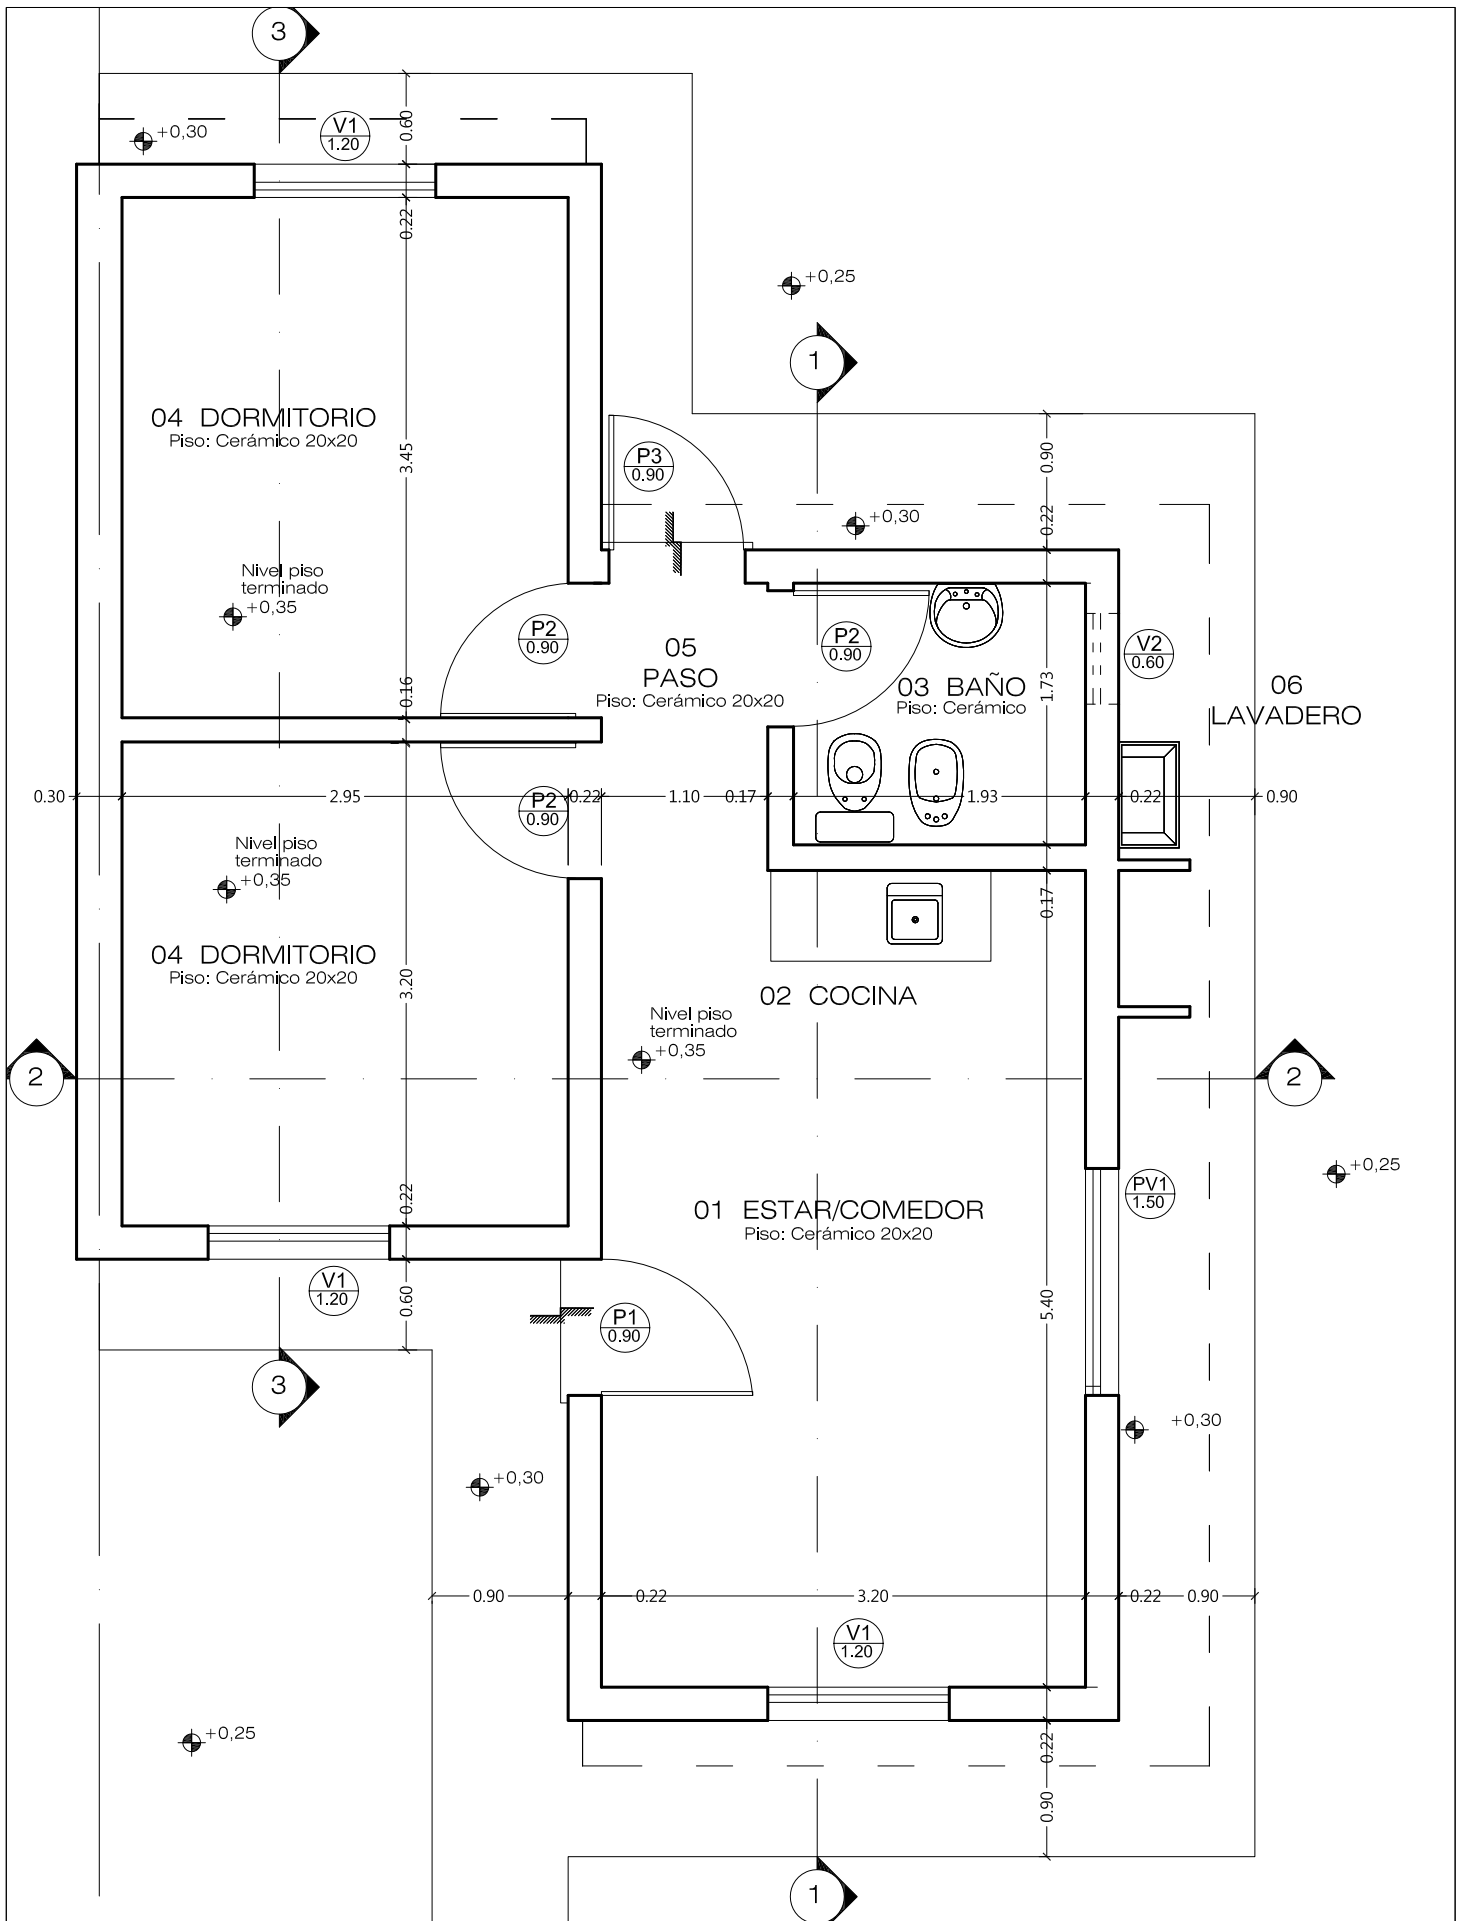 3
+0,30
V1
1.20
0.60
0.22
+0,25
1
04 DORMITORIO
Piso: Cerámico 20x20
3.45
P3
0.90
0.90
0.22
+0,30
Nivel piso
terminado
+0,35
P2
0.90
P2
0.90
V2
0.60
05
PASO
Piso: Cerámico 20x20
03 BAÑO
Piso: Cerámico
1.73
06
LAVADERO
0.16
0.30
2.95
0.22
1.10
0.17
1.93
0.22
0.90
P2
0.90
Nivel piso
terminado
+0,35
0.17
04 DORMITORIO
Piso: Cerámico 20x20
3.20
02 COCINA
Nivel piso
terminado
+0,35
2
2
+0,25
PV1
1.50
0.22
01 ESTAR/COMEDOR
Piso: Cerámico 20x20
V1
1.20
0.60
P1
0.90
5.40
3
+0,30
+0,30
0.90
0.22
3.20
0.22
0.90
V1
1.20
+0,25
0.22
0.90
1